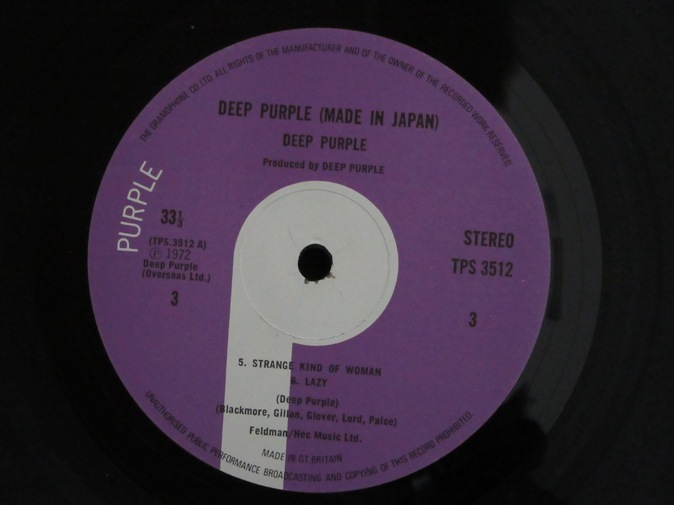 THE GRAMOPHONE CO. LTD. ALL RIGHTS OF THE MANUFACTURER AND OF THE OWNER OF THE RECORDED WORK RESERVED.
DEEP PURPLE (MADE IN JAPAN)
DEEP PURPLE
Produced by DEEP PURPLE
PURPLE
33⅓
(TPS.3512 A)
Ⓟ 1972
Deep Purple
(Overseas Ltd.)
3
STEREO
TPS 3512
3
5. STRANGE KIND OF WOMAN
6. LAZY
(Deep Purple)
(Blackmore, Gillan, Glover, Lord, Paice)
Feldman/Hec Music Ltd.
MADE IN GT BRITAIN
UNAUTHORISED PUBLIC PERFORMANCE BROADCASTING AND COPYING OF THIS RECORD PROHIBITED.